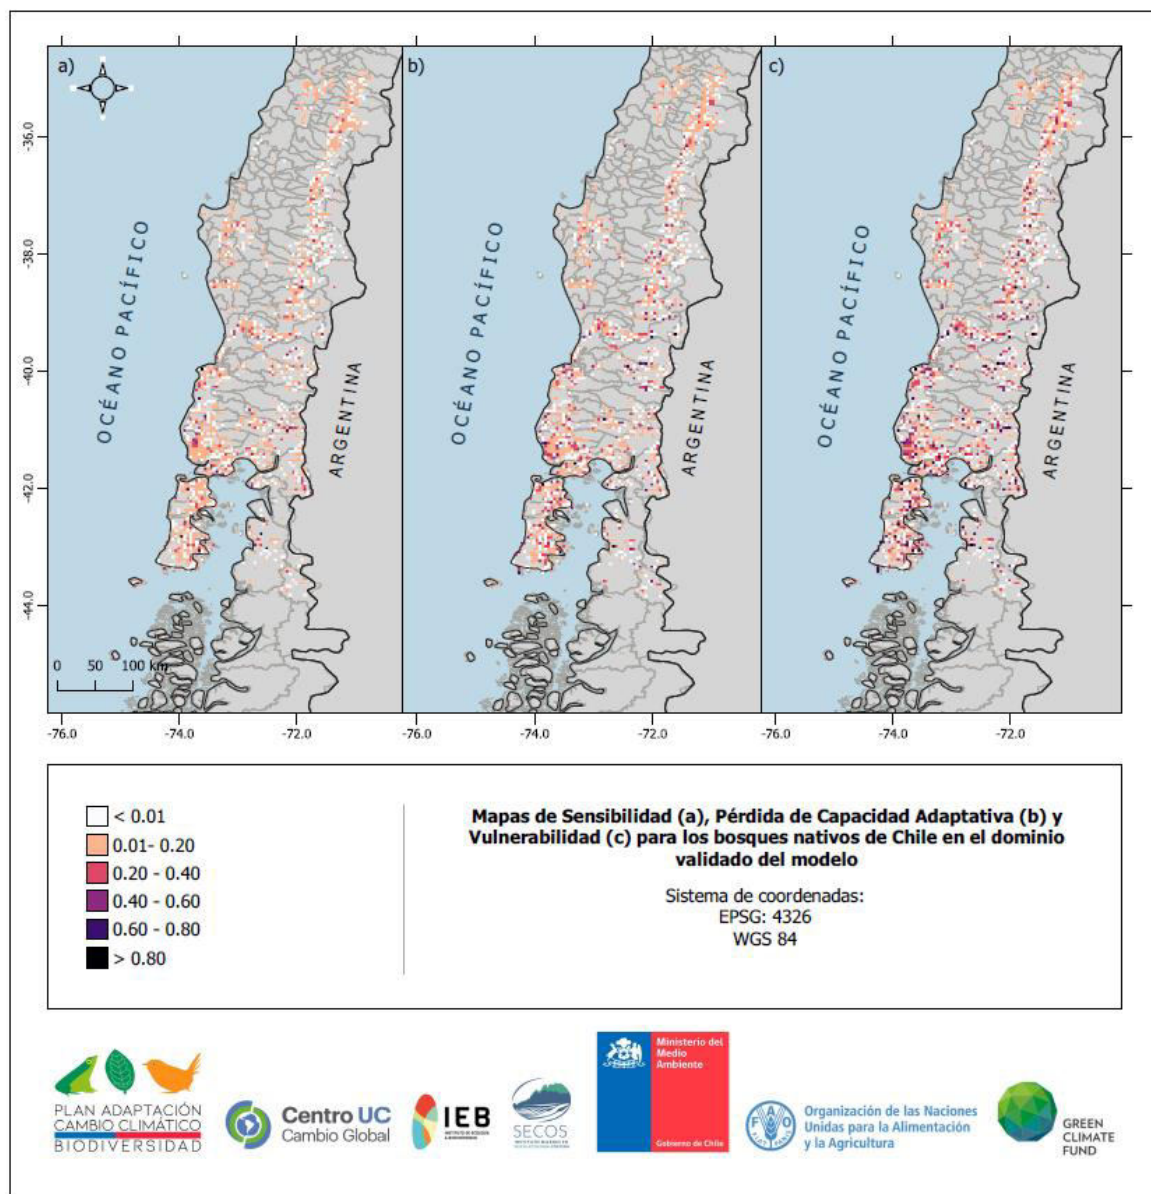 a)
b)
c)
-36.0
-38.0
-40.0
-42.0
-44.0
OCÉANO PACÍFICO
ARGENTINA
OCÉANO PACÍFICO
ARGENTINA
OCÉANO PACÍFICO
ARGENTINA
0 50 100 km
-76.0 -74.0 -72.0
-76.0 -74.0 -72.0
-76.0 -74.0 -72.0
< 0.01
0.01- 0.20
0.20 - 0.40
0.40 - 0.60
0.60 - 0.80
> 0.80
Mapas de Sensibilidad (a), Pérdida de Capacidad Adaptativa (b) y
Vulnerabilidad (c) para los bosques nativos de Chile en el dominio
validado del modelo
Sistema de coordenadas:
EPSG: 4326
WGS 84
PLAN ADAPTACIÓN
CAMBIO CLIMÁTICO
BIODIVERSIDAD
Centro UC
Cambio Global
IEB
SECOS
Ministerio del
Medio
Ambiente
Gobierno de Chile
FAO
FIAT PANIS
Organización de las Naciones
Unidas para la Alimentación
y la Agricultura
GREEN
CLIMATE
FUND